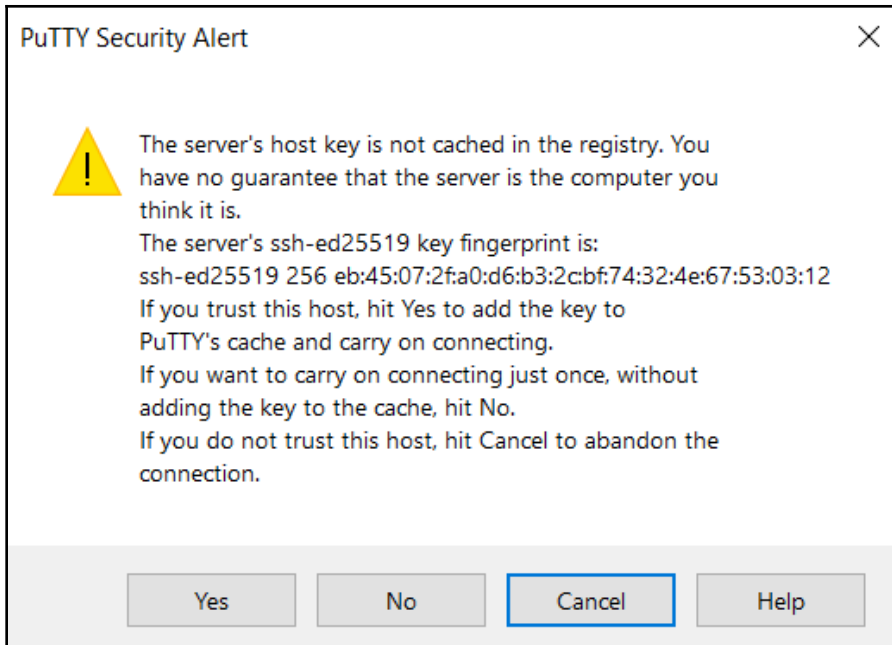 PuTTY Security Alert
The server's host key is not cached in the registry. You
have no guarantee that the server is the computer you
think it is.
The server's ssh-ed25519 key fingerprint is:
ssh-ed25519 256 eb:45:07:2f:a0:d6:b3:2c:bf:74:32:4e:67:53:03:12
If you trust this host, hit Yes to add the key to
PuTTY's cache and carry on connecting.
If you want to carry on connecting just once, without
adding the key to the cache, hit No.
If you do not trust this host, hit Cancel to abandon the
connection.
Yes No Cancel Help